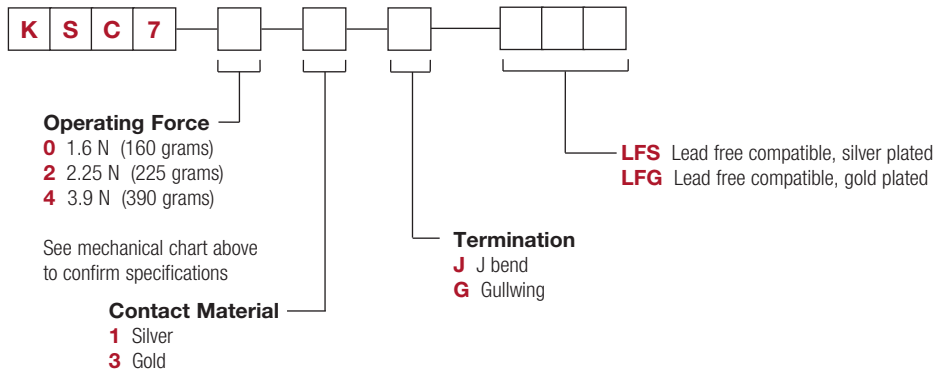 K S C 7
Operating Force
0 1.6 N (160 grams)
2 2.25 N (225 grams)
4 3.9 N (390 grams)
See mechanical chart above
to confirm specifications
Contact Material
1 Silver
3 Gold
Termination
J J bend
G Gullwing
LFS Lead free compatible, silver plated
LFG Lead free compatible, gold plated